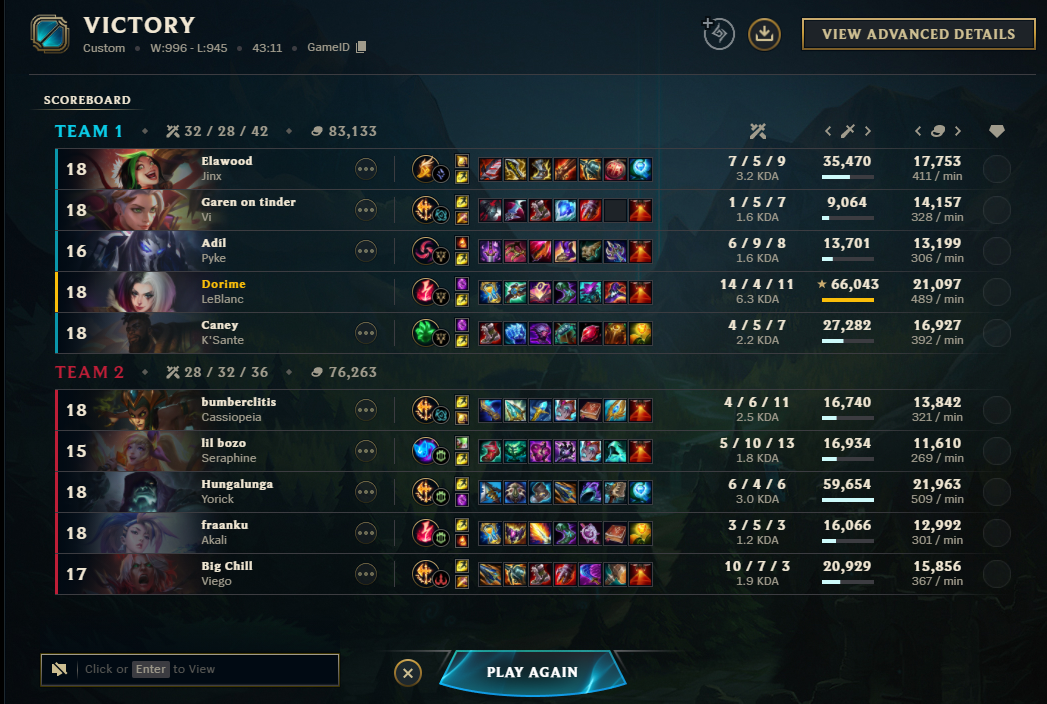 VICTORY
Custom • W:996 - L:945 • 43:11 • GameID
VIEW ADVANCED DETAILS
SCOREBOARD
TEAM 1 • 32 / 28 / 42 • 83,133
18 Elawood 7 / 5 / 9 35,470 17,753
Jinx 3.2 KDA 411 / min
18 Garen on tinder 1 / 5 / 7 9,064 14,157
Vi 1.6 KDA 328 / min
16 Adil 6 / 9 / 8 13,701 13,199
Pyke 1.6 KDA 306 / min
18 Dorime 14 / 4 / 11 66,043 21,097
LeBlanc 6.3 KDA 489 / min
18 Caney 4 / 5 / 7 27,282 16,927
K'Sante 2.2 KDA 392 / min
TEAM 2 • 28 / 32 / 36 • 76,263
18 bumberclitis 4 / 6 / 11 16,740 13,842
Cassiopeia 2.5 KDA 321 / min
15 lil bozo 5 / 10 / 13 16,934 11,610
Seraphine 1.8 KDA 269 / min
18 Hungalunga 6 / 4 / 6 59,654 21,963
Yorick 3.0 KDA 509 / min
18 fraanku 3 / 5 / 3 16,066 12,992
Akali 1.2 KDA 301 / min
17 Big Chill 10 / 7 / 3 20,929 15,856
Viego 1.9 KDA 367 / min
Click or Enter to View
PLAY AGAIN